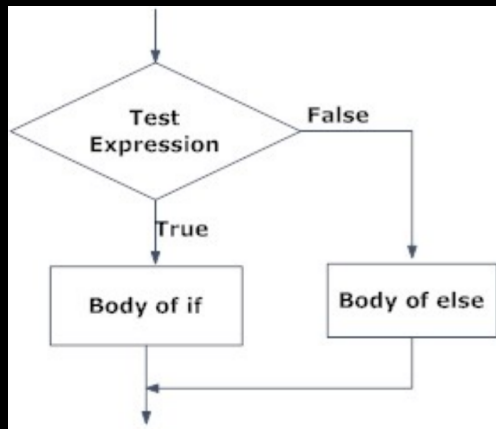 Test
Expression
False
True
Body of if
Body of else